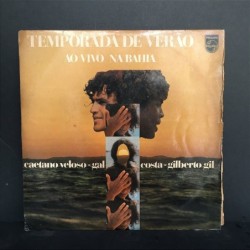 TEMPORADA DE VERÃO
AO VIVO NA BAHIA
caetano veloso - gal costa - gilberto gil